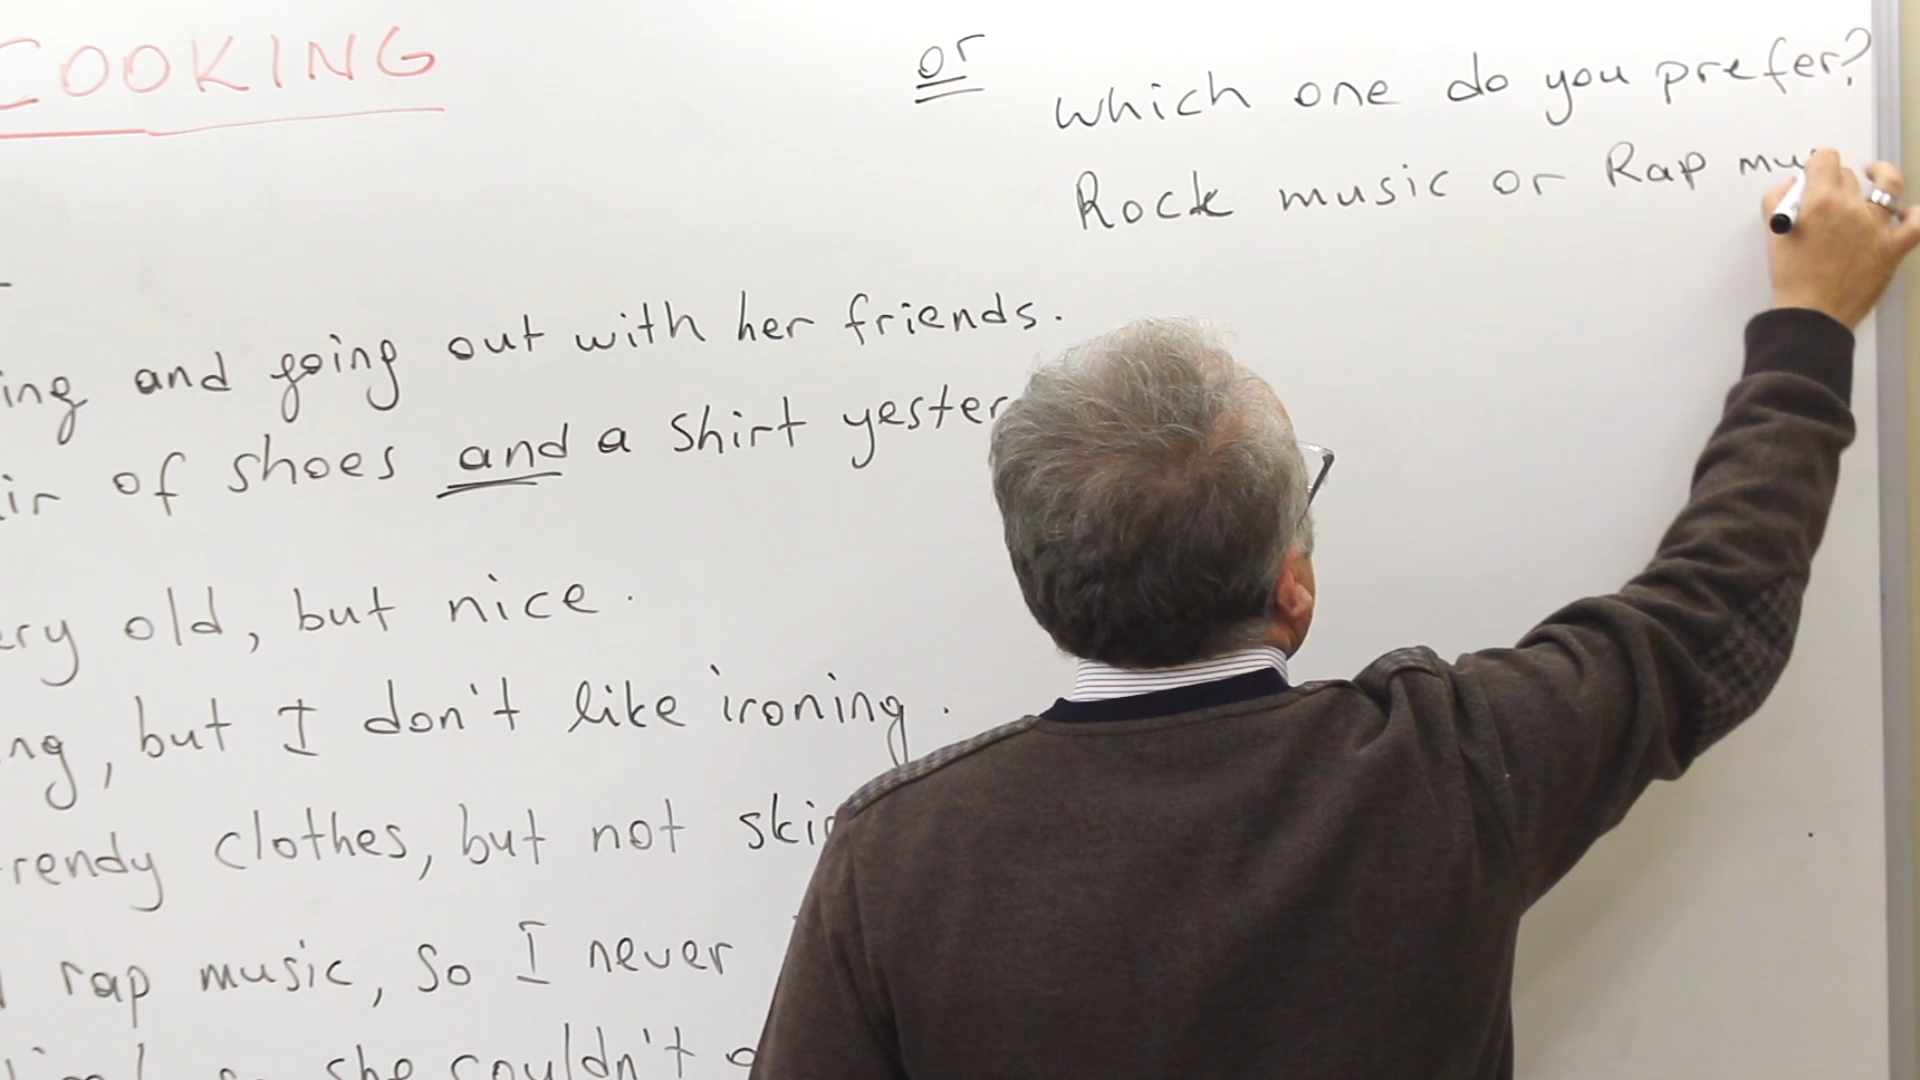 COOKING
or
Which one do you prefer?
Rock music or Rap mu
ing and going out with her friends.
ir of shoes and a shirt yester
ery old, but nice.
ng, but I don't like ironing.
rendy clothes, but not
rap music, so I never
she couldn't